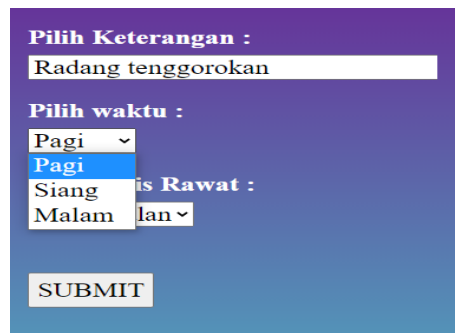 Pilih Keterangan :
Radang tenggorokan
Pilih waktu :
Pagi
Pagi
Siang
is Rawat :
Malam
lan
SUBMIT